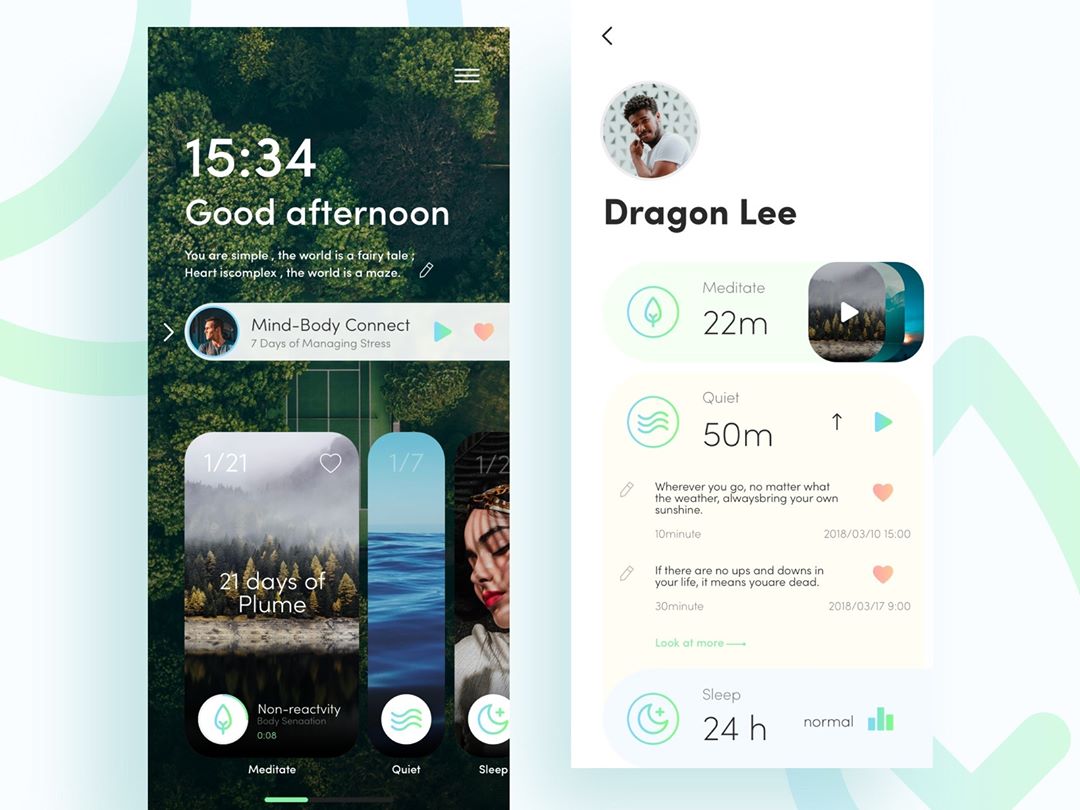 15:34
Good afternoon
You are simple , the world is a fairy tale ;
Heart iscomplex , the world is a maze.
Mind-Body Connect
7 Days of Managing Stress
1/21
1/7
1/2
21 days of
Plume
Non-reactvity
Body Senaation
0:08
Meditate
Quiet
Sleep
Dragon Lee
Meditate
22m
Quiet
50m
Wherever you go, no matter what
the weather, alwaysbring your own
sunshine.
10minute
2018/03/10 15:00
If there are no ups and downs in
your life, it means youare dead.
30minute
2018/03/17 9:00
Look at more
Sleep
24 h
normal